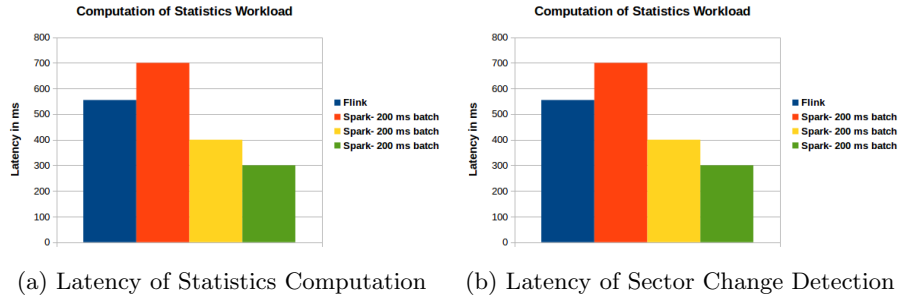 Computation of Statistics Workload
800
700
600
500
400
300
200
100
0
Latency in ms
Flink
Spark- 200 ms batch
Spark- 200 ms batch
Spark- 200 ms batch
(a) Latency of Statistics Computation
Computation of Statistics Workload
800
700
600
500
400
300
200
100
0
Latency in ms
Flink
Spark- 200 ms batch
Spark- 200 ms batch
Spark- 200 ms batch
(b) Latency of Sector Change Detection